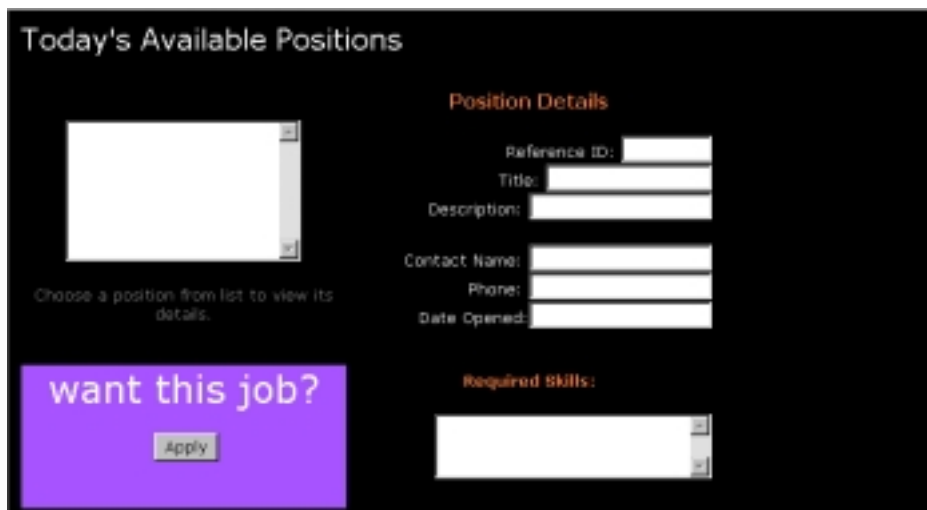 Today's Available Positions
Position Details
Reference ID:
Title:
Description:
Contact Name:
Phone:
Date Opened:
Choose a position from list to view its
details.
want this job?
Apply
Required Skills: